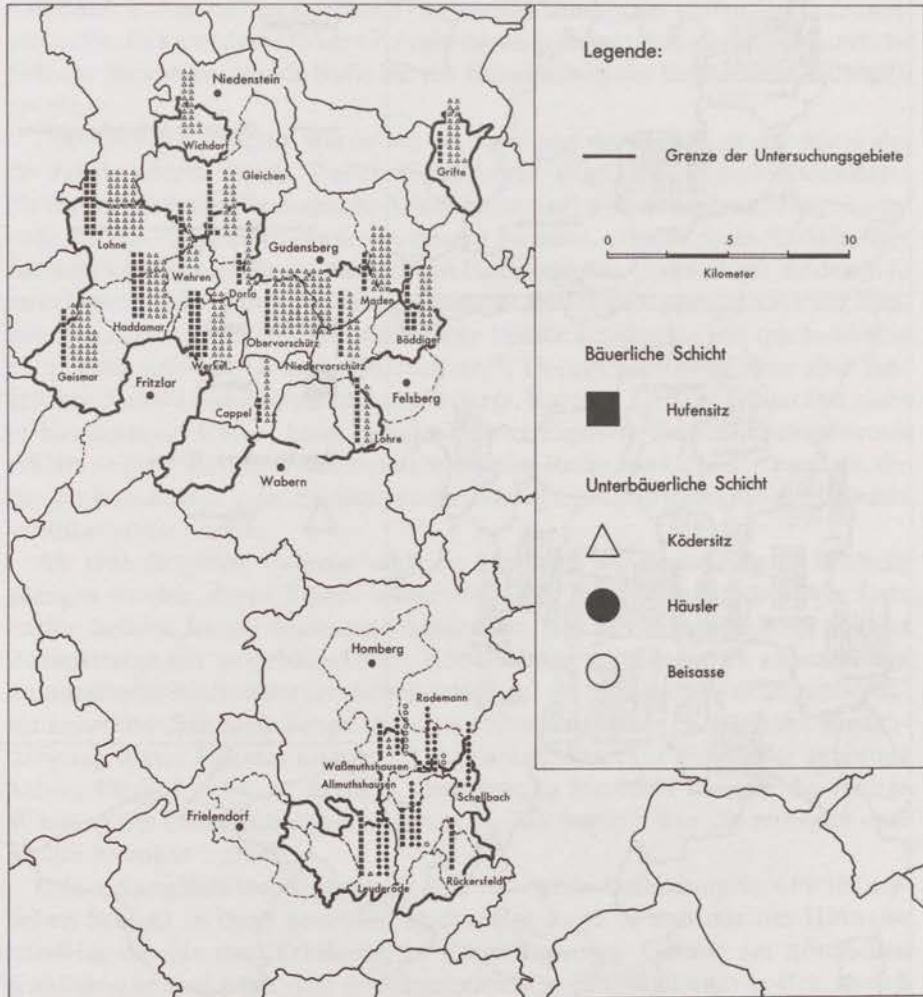 Legende:
Grenze der Untersuchungsgebiete
0 5 10
Kilometer
Bäuerliche Schicht
Hufensitz
Unterbäuerliche Schicht
Ködersitz
Häusler
Beisasse
Niedenstein
Wichdorf
Gleichen
Grifte
Lohne
Gudensberg
Wehren
Dorla
Maden
Haddamar
Obervorschütz
Böddiger
Geismar
Werkel
Niedervorschütz
Fritzlar
Felsberg
Cappel
Lohre
Wabern
Homberg
Rodemann
Waßmuthshausen
Allmuthshausen
Schellbach
Frielendorf
Leuderode
Rückersfeld